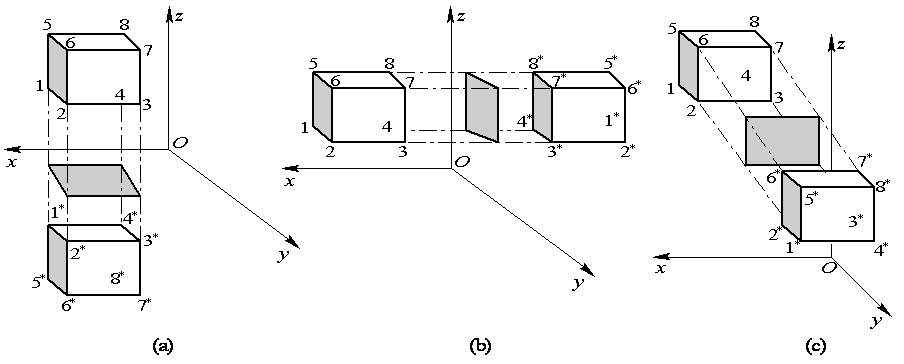 5 8 z
6 7
1 4 3
2
x O
1* 4*
2* 3*
y
5* 8*
6* 7*
(a)
z
5 8 8* 5*
6 7 7* 6*
1 4 4* 1*
2 3 3* 2*
x O
y
(b)
5 8
6 7 z
4
1 3
2
6* 7*
5* 8*
2* 3*
1* 4*
x O
y
(c)